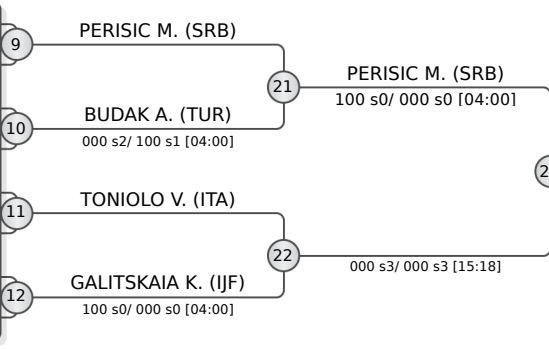 9
PERISIC M. (SRB)
21
PERISIC M. (SRB)
100 s0/ 000 s0 [04:00]
10
BUDAK A. (TUR)
000 s2/ 100 s1 [04:00]
11
TONIOLO V. (ITA)
22
000 s3/ 000 s3 [15:18]
12
GALITSKAIA K. (IJF)
100 s0/ 000 s0 [04:00]